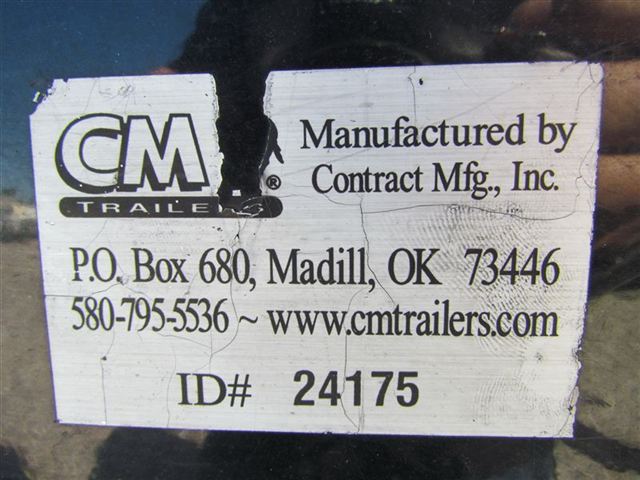 CM ®
TRAILERS
Manufactured by
Contract Mfg., Inc.
P.O. Box 680, Madill, OK 73446
580-795-5536 ~ www.cmtrailers.com
ID# 24175